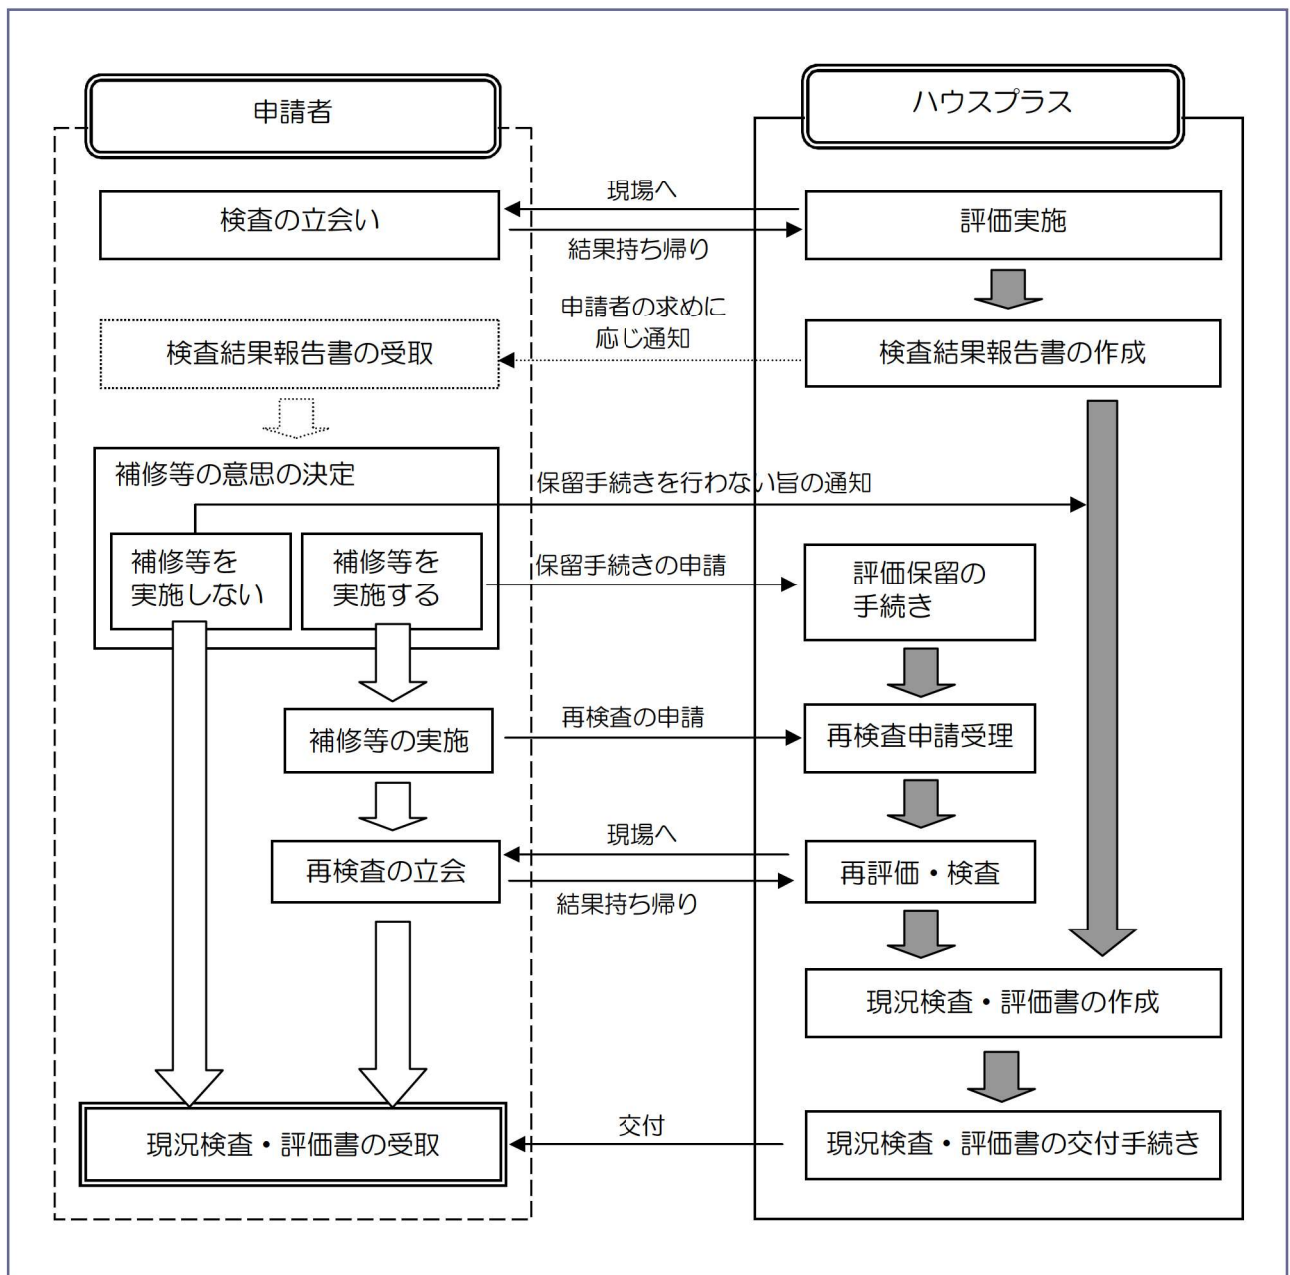 申請者
ハウスプラス
検査の立会い
現場へ
結果持ち帰り
評価実施
検査結果報告書の受取
申請者の求めに
応じ通知
検査結果報告書の作成
補修等の意思の決定
保留手続きを行わない旨の通知
補修等を
実施しない
補修等を
実施する
保留手続きの申請
評価保留の
手続き
補修等の実施
再検査の申請
再検査申請受理
再検査の立会
現場へ
結果持ち帰り
再評価・検査
現況検査・評価書の作成
現況検査・評価書の受取
交付
現況検査・評価書の交付手続き